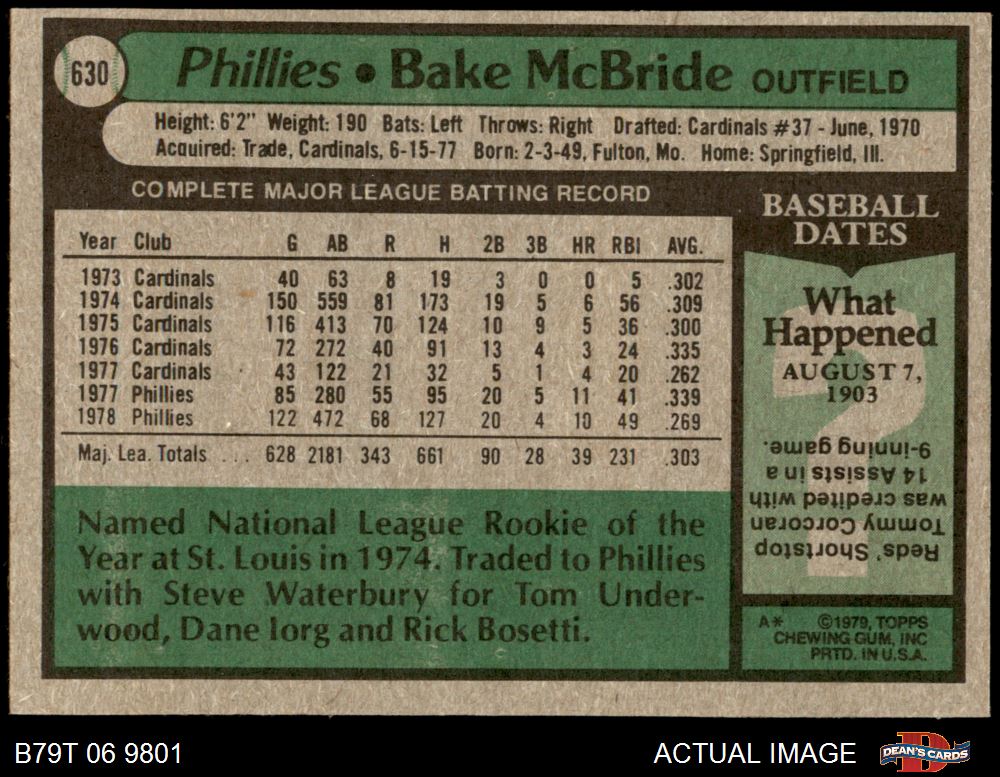 630
Phillies • Bake McBride OUTFIELD
Height: 6'2" Weight: 190 Bats: Left Throws: Right Drafted: Cardinals #37 - June, 1970
Acquired: Trade, Cardinals, 6-15-77 Born: 2-3-49, Fulton, Mo. Home: Springfield, Ill.
COMPLETE MAJOR LEAGUE BATTING RECORD
Year Club G AB R H 2B 3B HR RBI AVG.
1973 Cardinals 40 63 8 19 3 0 0 5 .302
1974 Cardinals 150 559 81 173 19 5 6 56 .309
1975 Cardinals 116 413 70 124 10 9 5 36 .300
1976 Cardinals 72 272 40 91 13 4 3 24 .335
1977 Cardinals 43 122 21 32 5 1 4 20 .262
1977 Phillies 85 280 55 95 20 5 11 41 .339
1978 Phillies 122 472 68 127 20 4 10 49 .269
Maj. Lea. Totals ... 628 2181 343 661 90 28 39 231 .303
Named National League Rookie of the
Year at St. Louis in 1974. Traded to Phillies
with Steve Waterbury for Tom Under-
wood, Dane Iorg and Rick Bosetti.
BASEBALL
DATES
What
Happened
AUGUST 7,
1903
?
Reds' Shortstop
Tommy Corcoran
was credited with
14 Assists in a
9-inning game.
A* ©1979, TOPPS
CHEWING GUM, INC
PRTD. IN U.S.A.
B79T 06 9801
ACTUAL IMAGE
D
DEAN'S CARDS